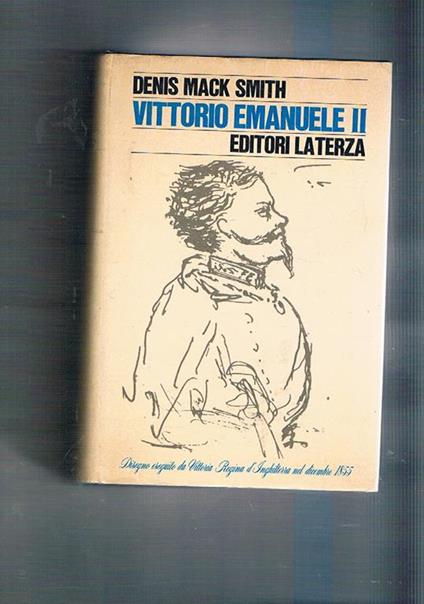 DENIS MACK SMITH
VITTORIO EMANUELE II
EDITORI LATERZA
Disegno eseguito da Vittoria Regina d'Inghilterra nel dicembre 1855